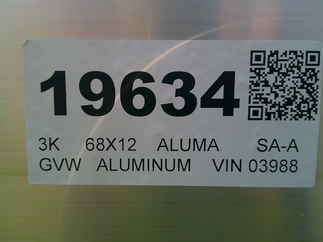 19634
3K 68X12 ALUMA SA-A
GVW ALUMINUM VIN 03988